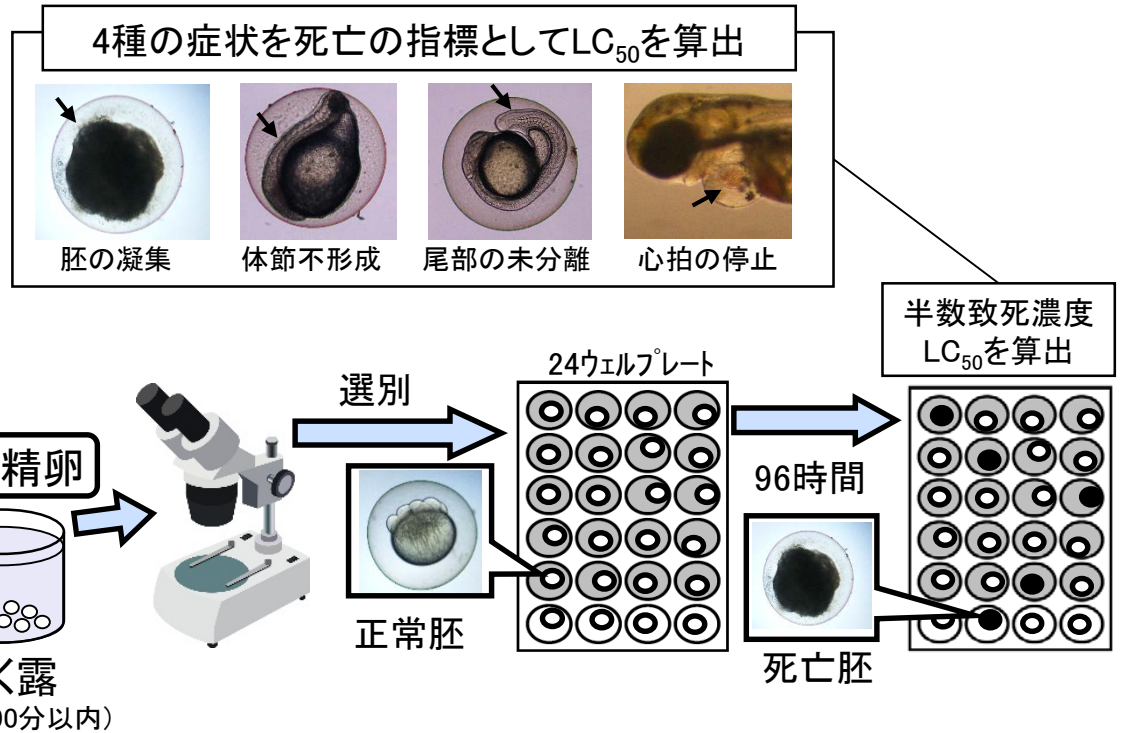 4種の症状を死亡の指標としてLC50を算出
胚の凝集
体節不形成
尾部の未分離
心拍の停止
半数致死濃度
LC50を算出
24ウェルプレート
選別
精卵
96時間
正常胚
死亡胚
く露
00分以内）